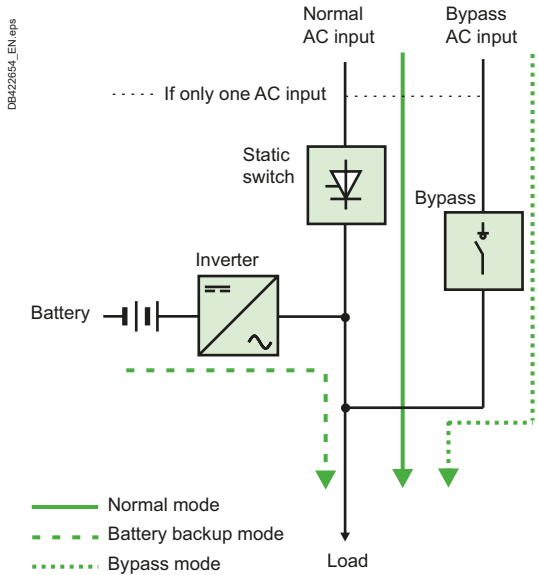 DB422654_EN.eps
Normal
AC input
Bypass
AC input
If only one AC input
Static
switch
Bypass
Inverter
Battery
Normal mode
Battery backup mode
Bypass mode
Load